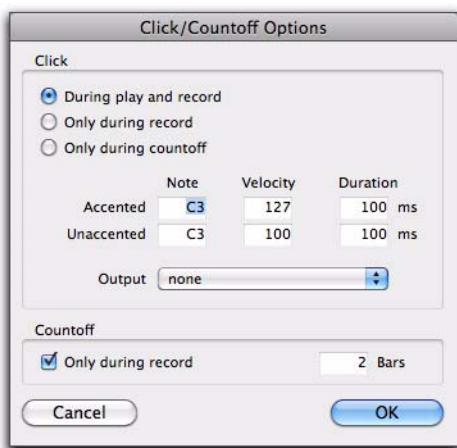 Click/Countoff Options
Click
During play and record
Only during record
Only during countoff
Note Velocity Duration
Accented C3 127 100 ms
Unaccented C3 100 100 ms
Output none
Countoff
Only during record 2 Bars
Cancel OK